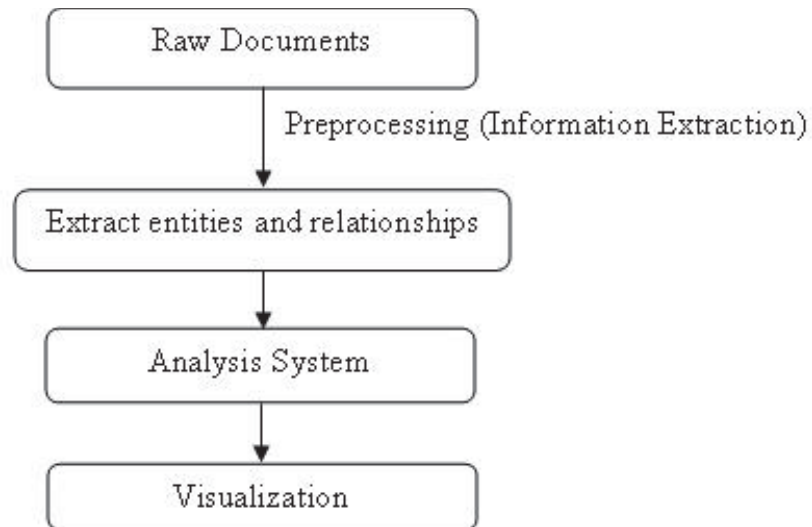 Raw Documents
Preprocessing (Information Extraction)
Extract entities and relationships
Analysis System
Visualization